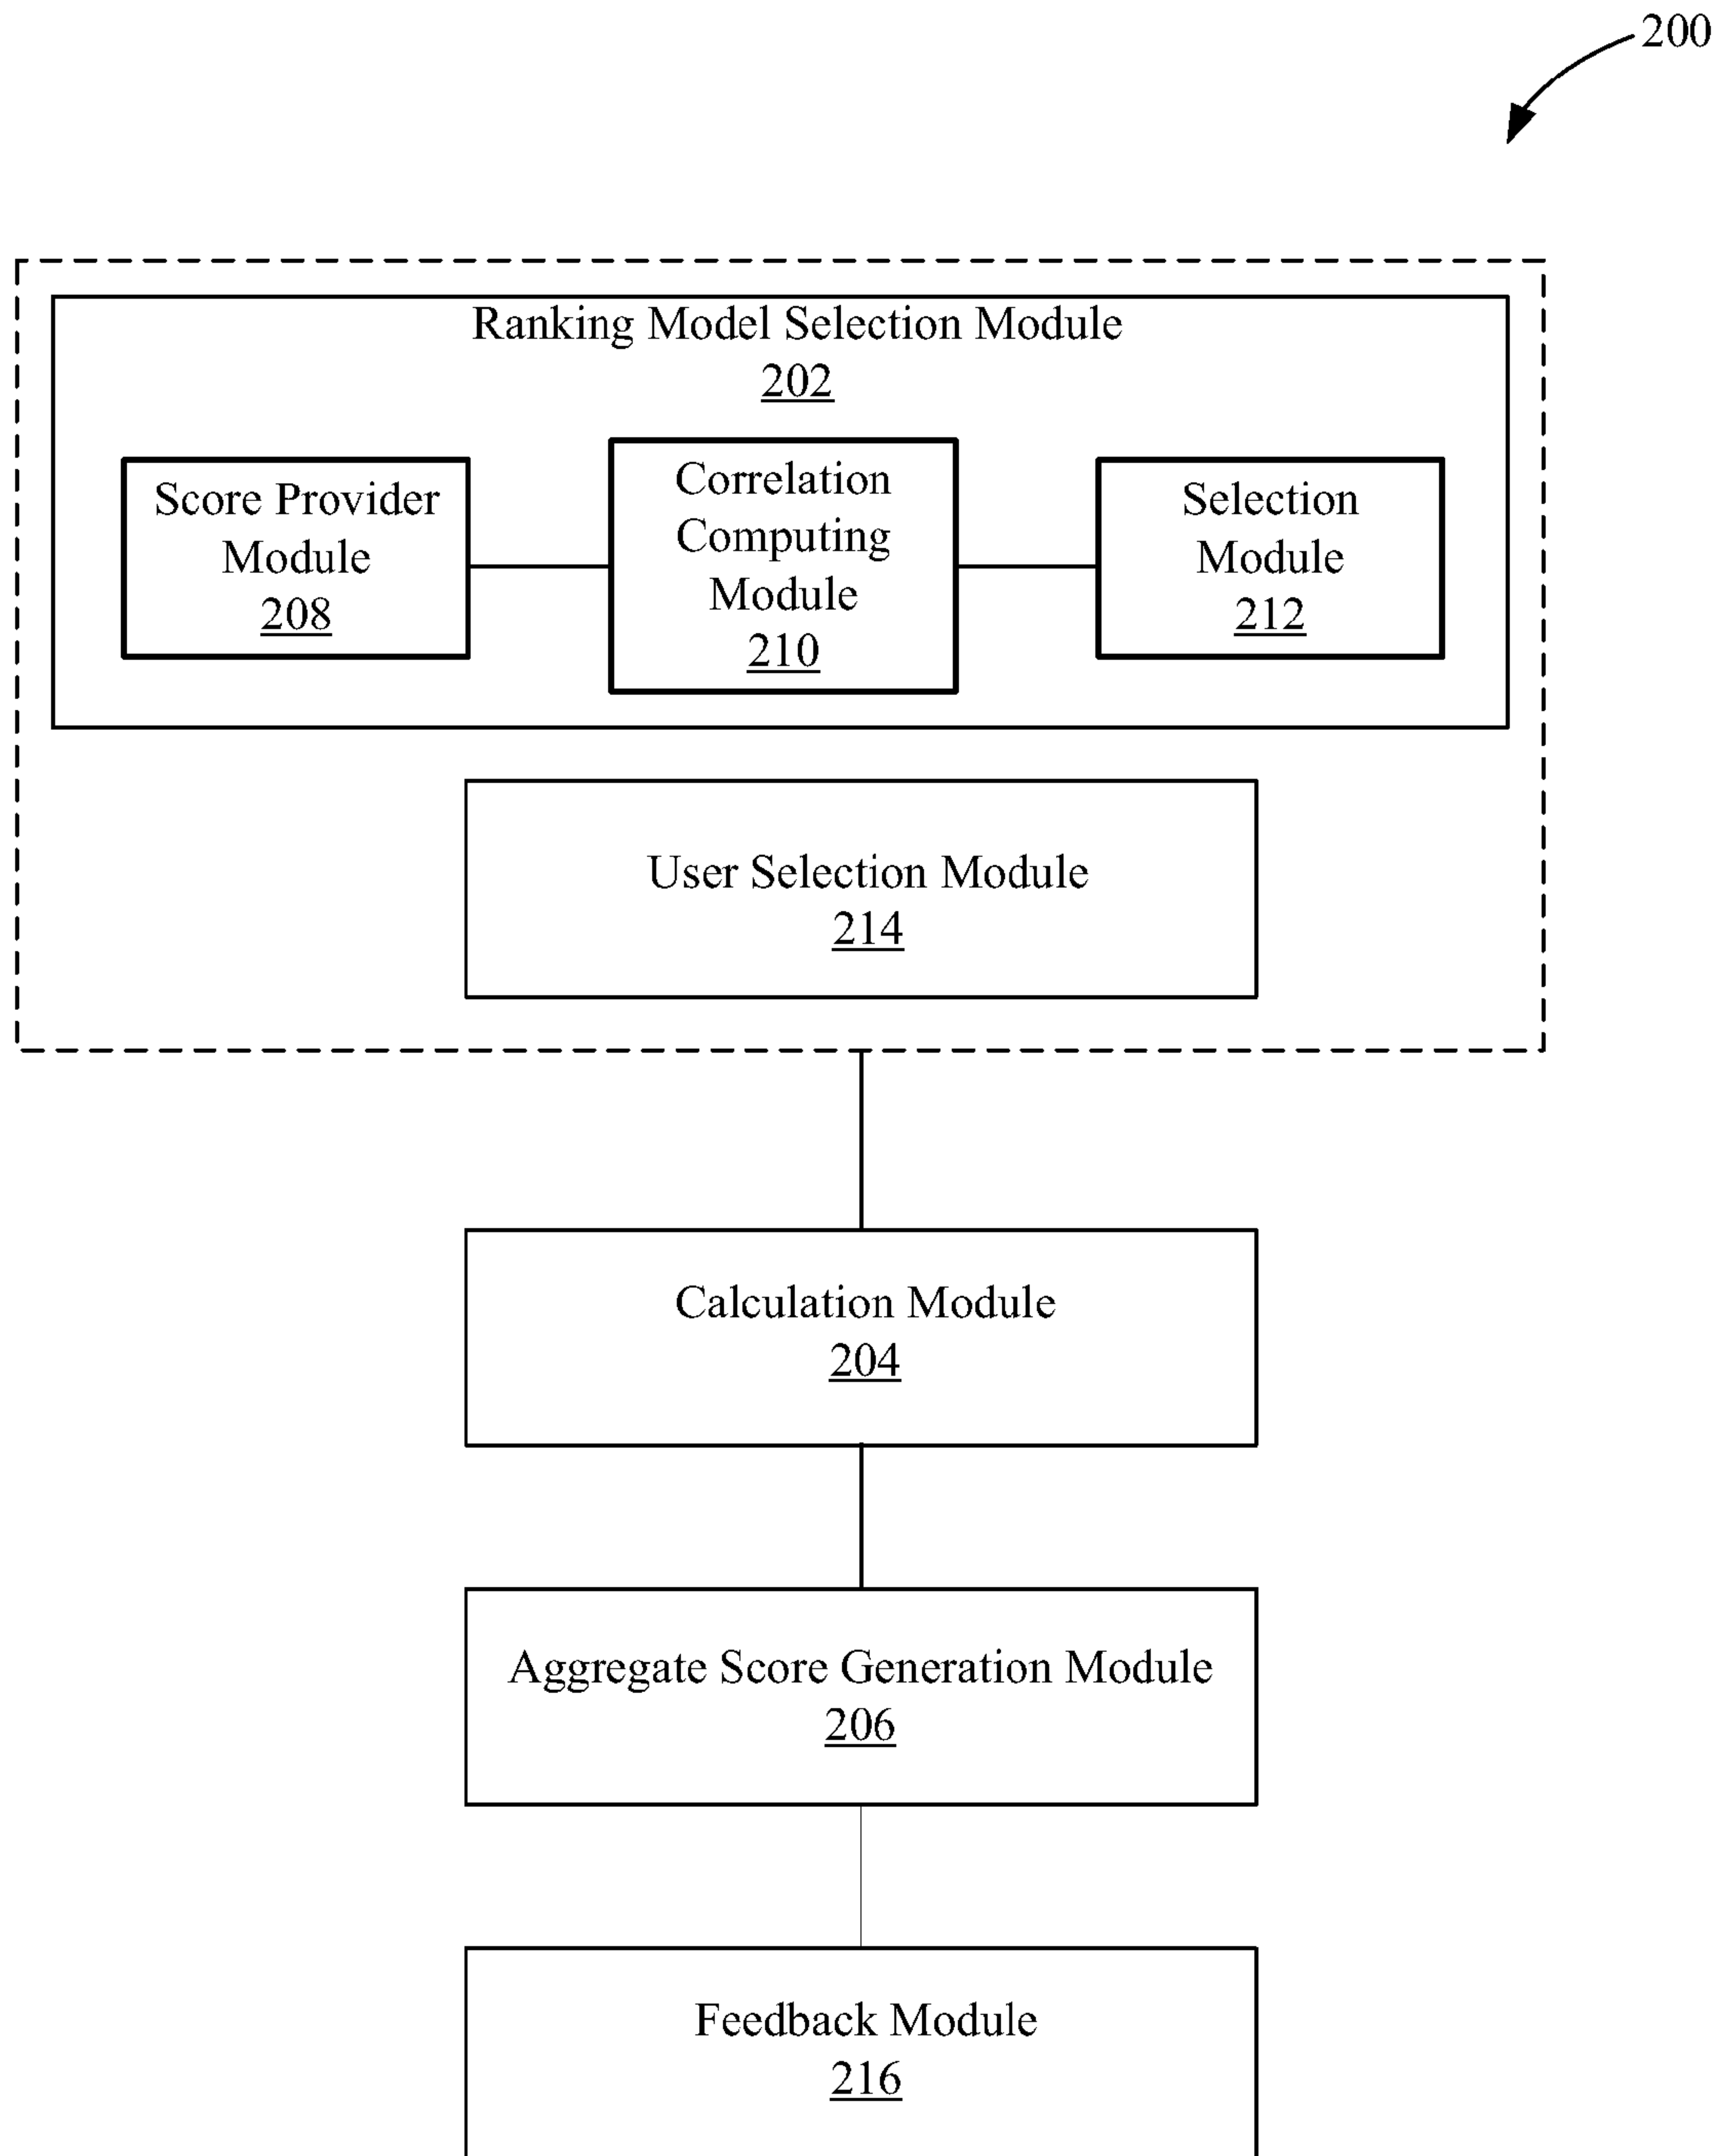 200
Ranking Model Selection Module
202
Score Provider
Module
208
Correlation
Computing
Module
210
Selection
Module
212
User Selection Module
214
Calculation Module
204
Aggregate Score Generation Module
206
Feedback Module
216